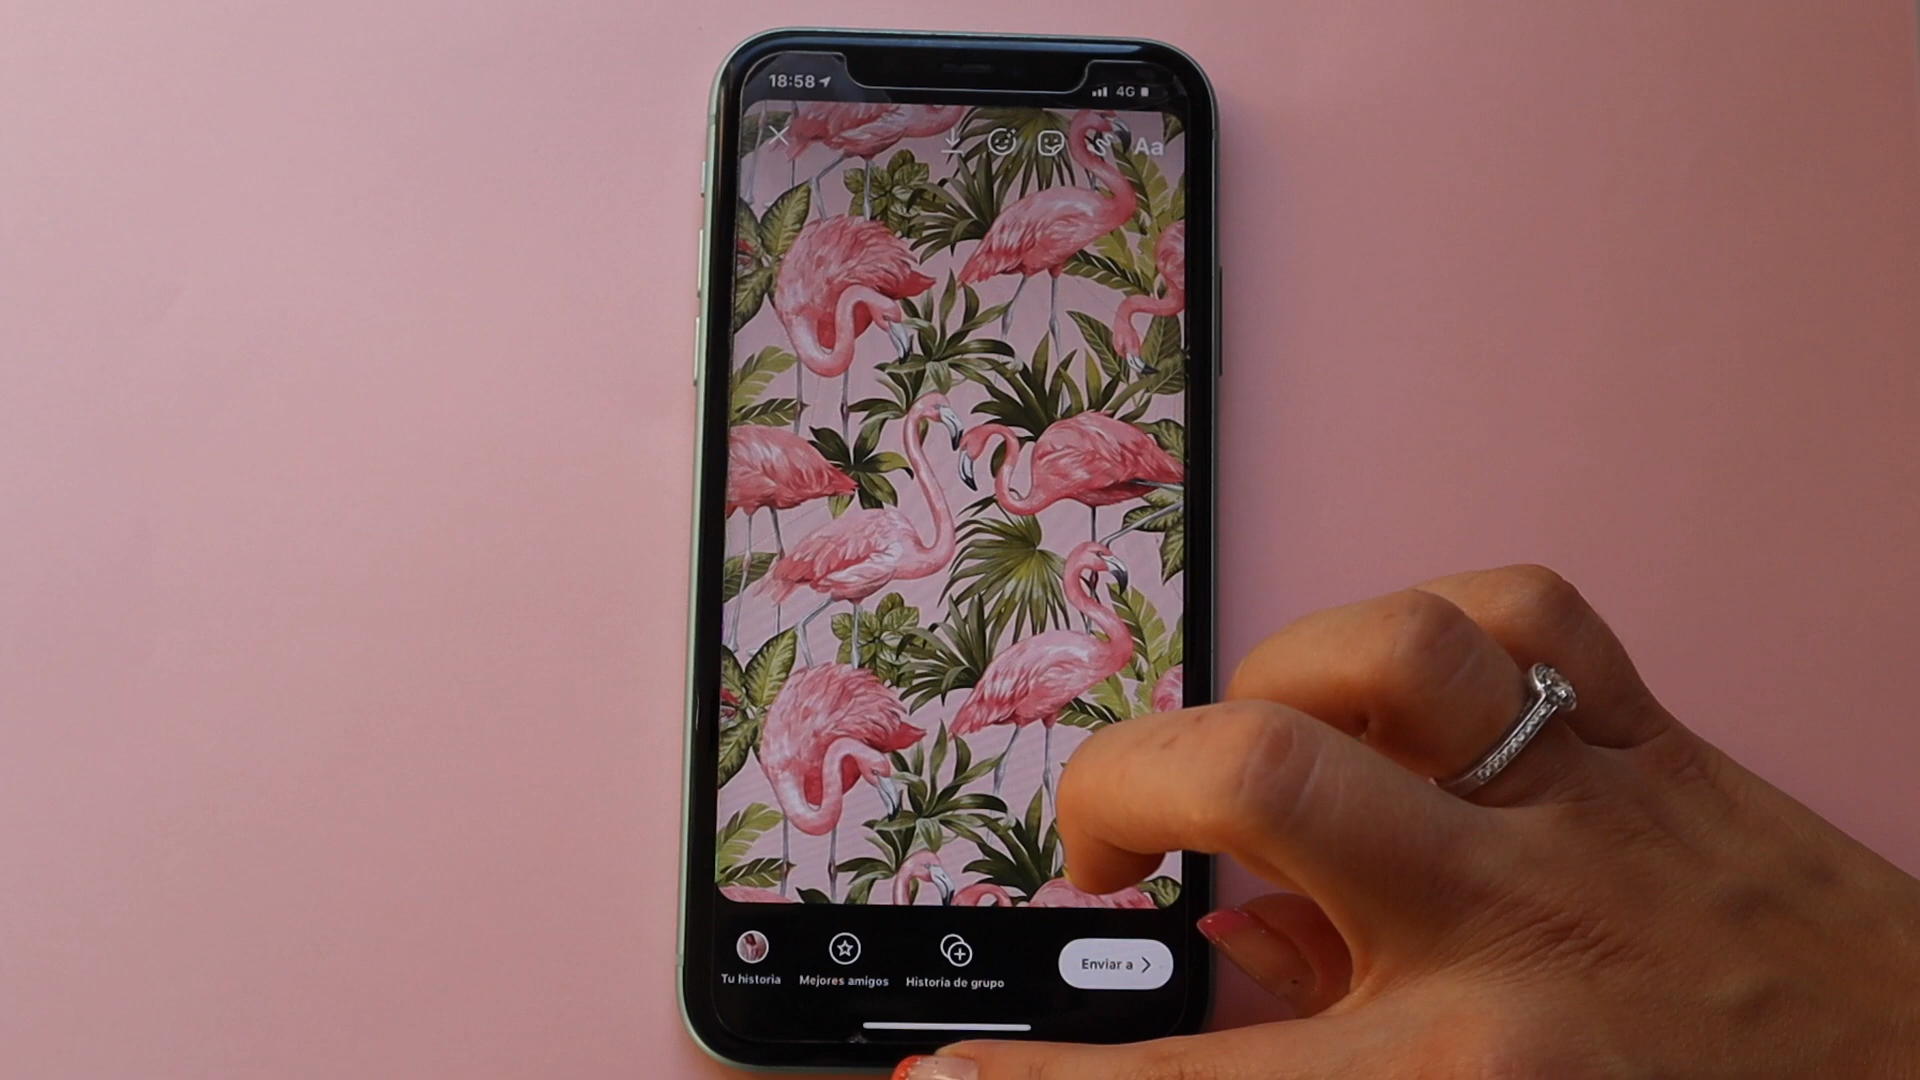 18:58
4G
Aa
Tu historia
Mejores amigos
Historia de grupo
Enviar a